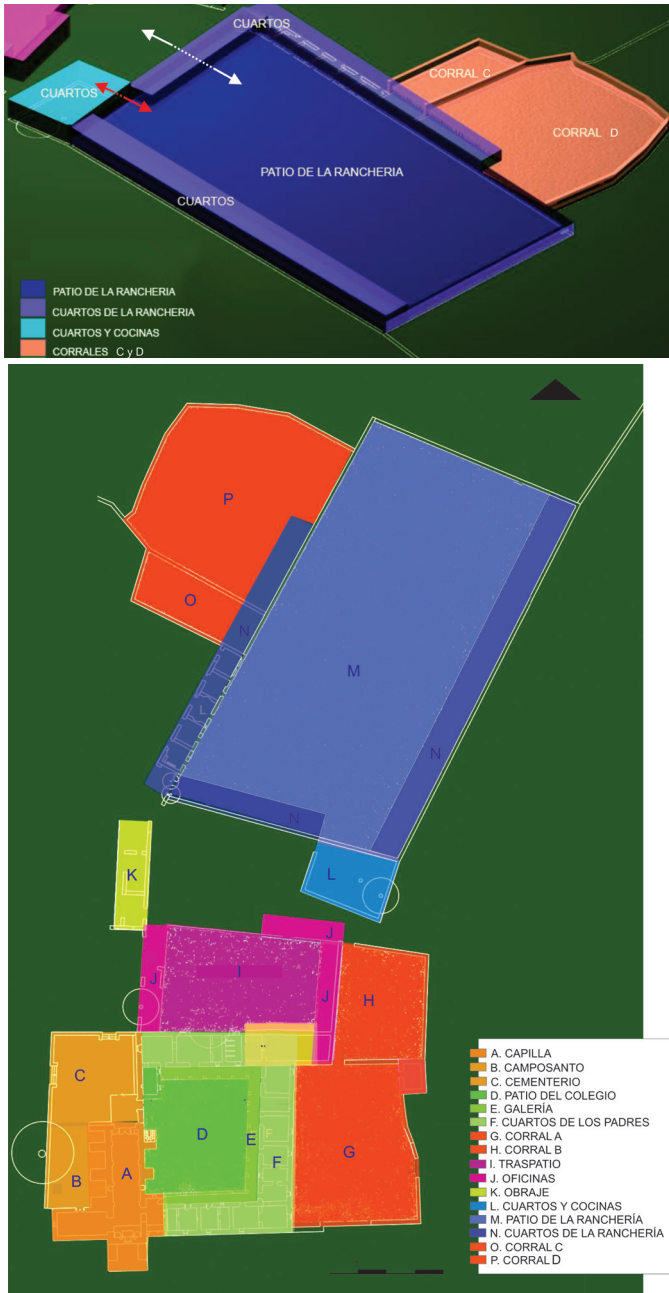 CUARTOS
CUARTOS
CORRAL C
CORRAL D
PATIO DE LA RANCHERIA
CUARTOS
PATIO DE LA RANCHERIA
CUARTOS DE LA RANCHERIA
CUARTOS Y COCINAS
CORRALES C y D
P
O
N
L
M
N
N
K
L
J
I
J
J
H
C
D
E
F
F
G
A
B
A. CAPILLA
B. CAMPOSANTO
C. CEMENTERIO
D. PATIO DEL COLEGIO
E. GALERÍA
F. CUARTOS DE LOS PADRES
G. CORRAL A
H. CORRAL B
I. TRASPATIO
J. OFICINAS
K. OBRAJE
L. CUARTOS Y COCINAS
M. PATIO DE LA RANCHERÍA
N. CUARTOS DE LA RANCHERÍA
O. CORRAL C
P. CORRAL D